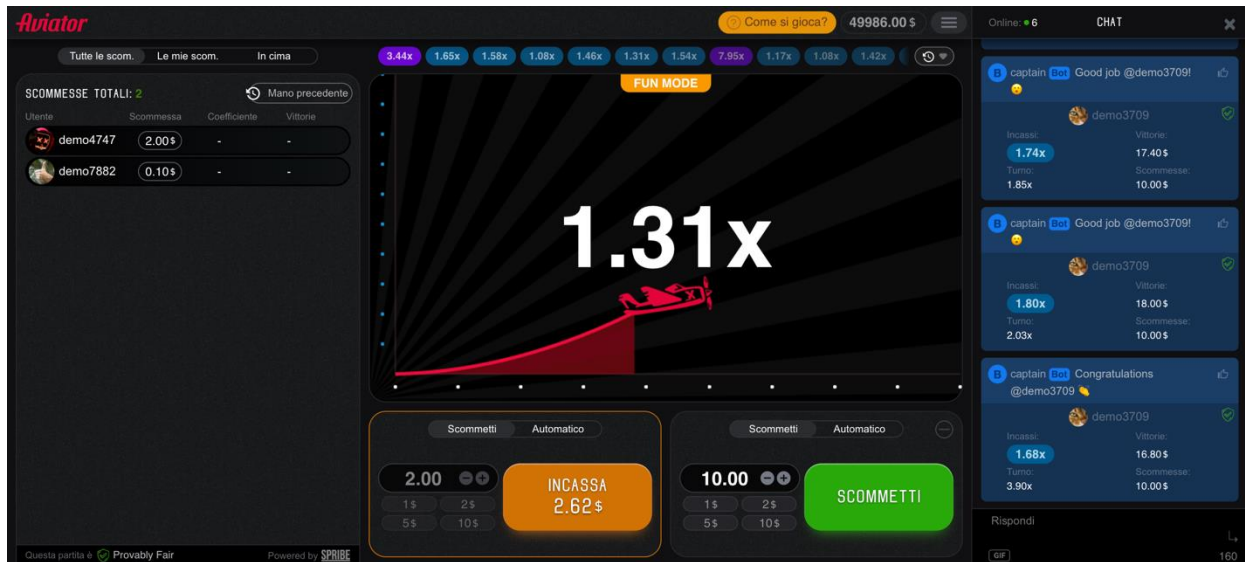 Aviator
Come si gioca?
49986.00 $
Tutte le scom. Le mie scom. In cima
SCOMMESSE TOTALI: 2
Mano precedente
Utente Scommessa Coefficiente Vittorie
demo4747 2.00 $ - -
demo7882 0.10 $ - -
Questa partita è Provably Fair
Powered by SPRIBE
3.44x 1.65x 1.58x 1.08x 1.46x 1.31x 1.54x 7.95x 1.17x 1.08x 1.42x
FUN MODE
1.31x
Scommetti Automatico
2.00
1$ 2$
5$ 10$
INCASSA
2.62 $
Scommetti Automatico
10.00
1$ 2$
5$ 10$
SCOMMETTI
Online: 6 CHAT
B captain Bot Good job @demo3709! 😮
demo3709
Incassi: Vittorie:
1.74x 17.40 $
Turno: Scommesse:
1.85x 10.00 $
B captain Bot Good job @demo3709! 😮
demo3709
Incassi: Vittorie:
1.80x 18.00 $
Turno: Scommesse:
2.03x 10.00 $
B captain Bot Congratulations
@demo3709 👏
demo3709
Incassi: Vittorie:
1.68x 16.80 $
Turno: Scommesse:
3.90x 10.00 $
Rispondi
GIF 160